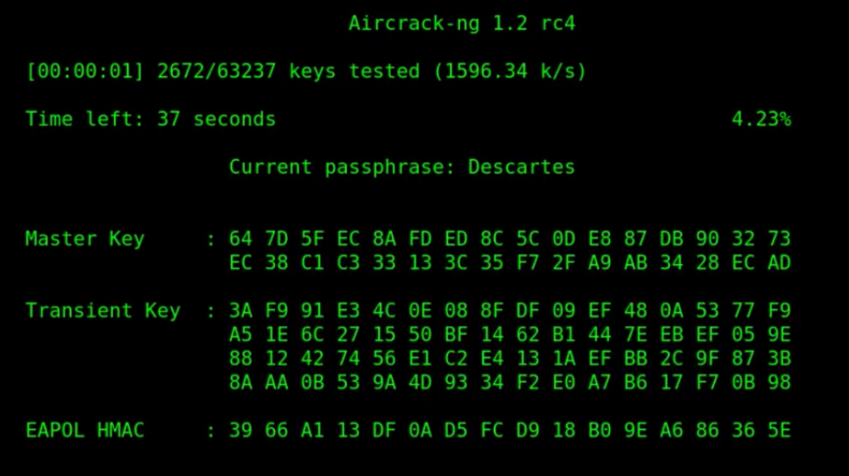 Aircrack-ng 1.2 rc4
[00:00:01] 2672/63237 keys tested (1596.34 k/s)
Time left: 37 seconds 4.23%
Current passphrase: Descartes
Master Key : 64 7D 5F EC 8A FD ED 8C 5C 0D E8 87 DB 90 32 73
EC 38 C1 C3 33 13 3C 35 F7 2F A9 AB 34 28 EC AD
Transient Key : 3A F9 91 E3 4C 0E 08 8F DF 09 EF 48 0A 53 77 F9
A5 1E 6C 27 15 50 BF 14 62 B1 44 7E EB EF 05 9E
88 12 42 74 56 E1 C2 E4 13 1A EF BB 2C 9F 87 3B
8A AA 0B 53 9A 4D 93 34 F2 E0 A7 B6 17 F7 0B 98
EAPOL HMAC : 39 66 A1 13 DF 0A D5 FC D9 18 B0 9E A6 86 36 5E